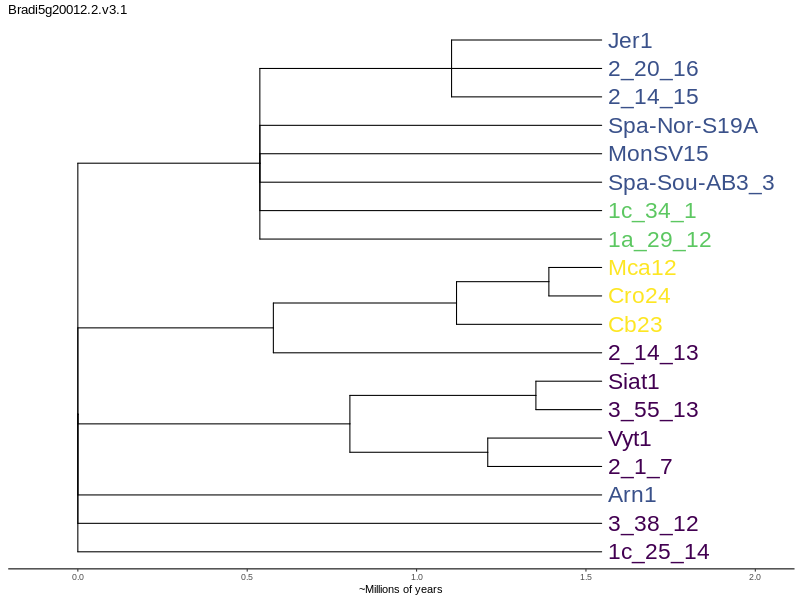 Bradi5g20012.2.v3.1
Jer1
2_20_16
2_14_15
Spa-Nor-S19A
MonSV15
Spa-Sou-AB3_3
1c_34_1
1a_29_12
Mca12
Cro24
Cb23
2_14_13
Siat1
3_55_13
Vyt1
2_1_7
Arn1
3_38_12
1c_25_14
0.0 0.5 1.0 1.5 2.0
~Millions of years